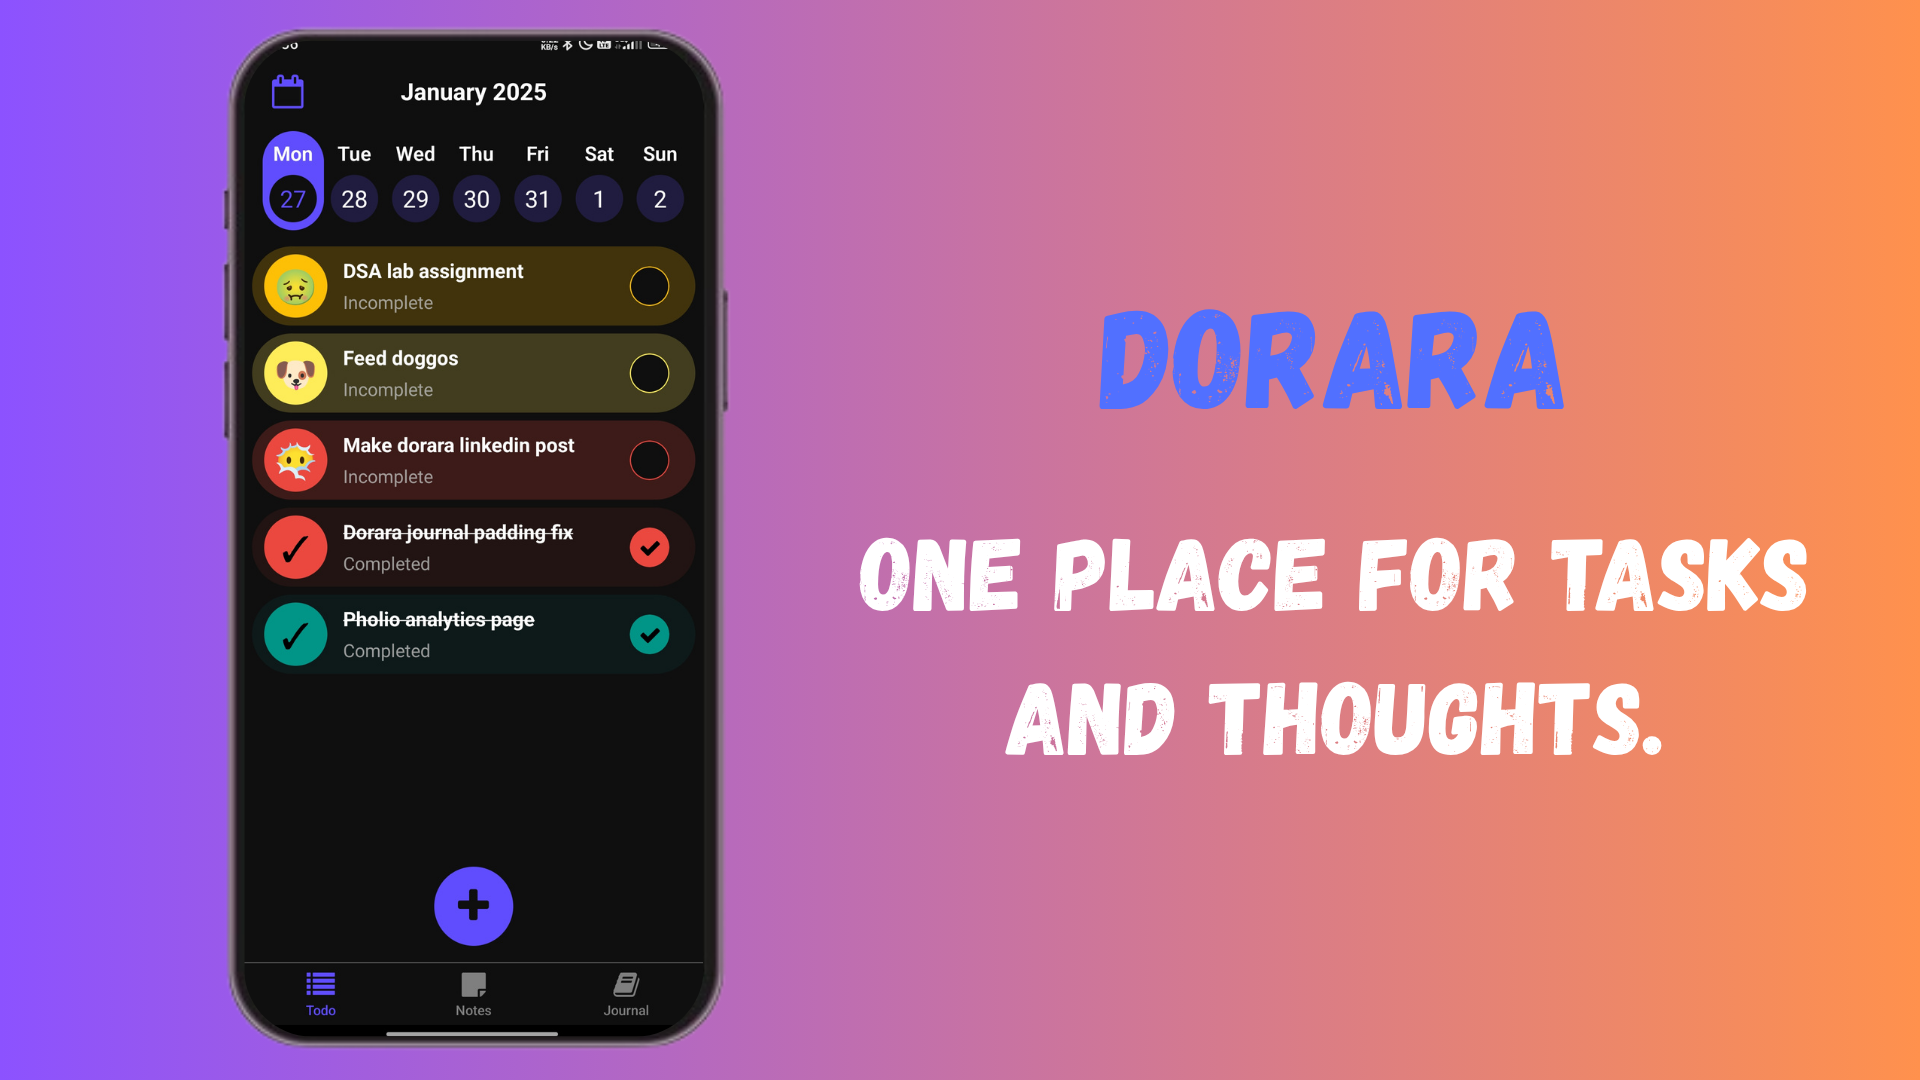 January 2025
Mon Tue Wed Thu Fri Sat Sun
27 28 29 30 31 1 2
DSA lab assignment
Incomplete
Feed doggos
Incomplete
Make dorara linkedin post
Incomplete
Dorara journal padding fix
Completed
Pholio analytics page
Completed
Todo Notes Journal
DORARA
ONE PLACE FOR TASKS
AND THOUGHTS.